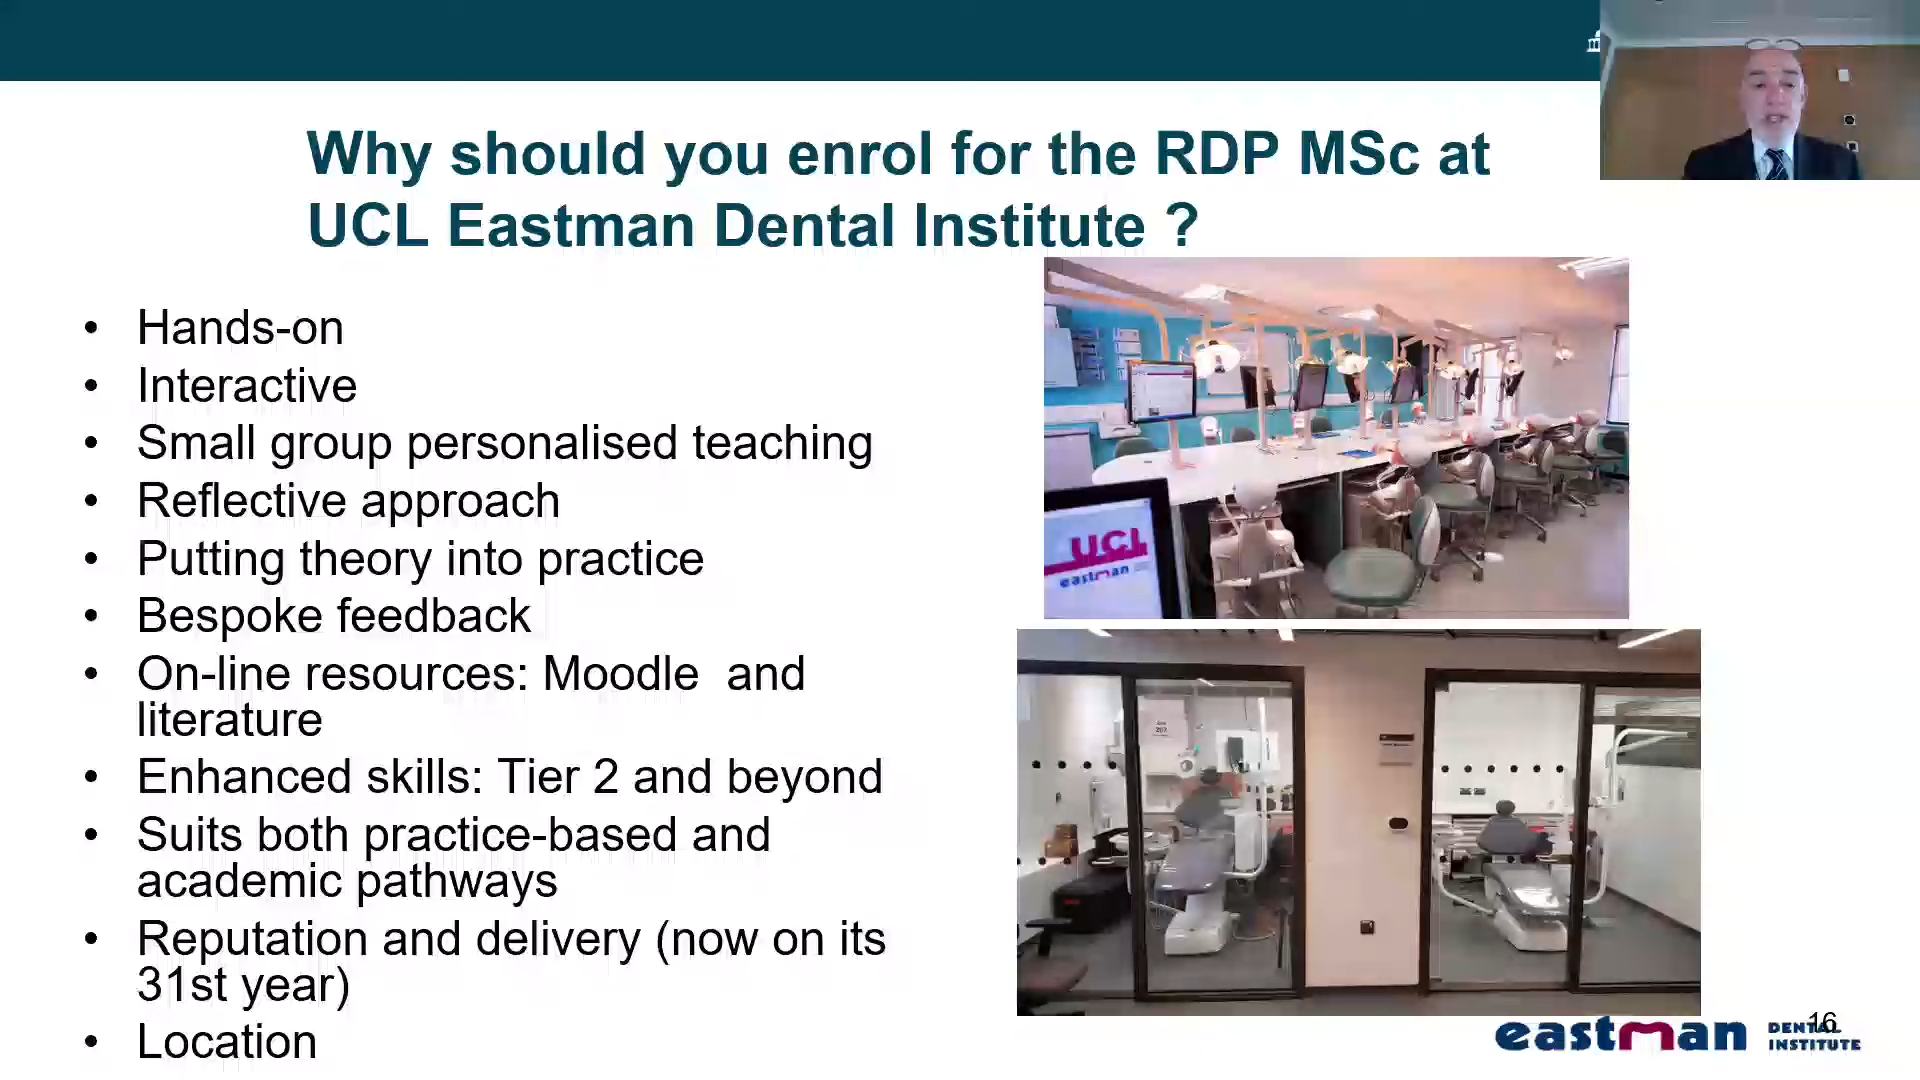 Why should you enrol for the RDP MSc at
UCL Eastman Dental Institute ?
• Hands-on
• Interactive
• Small group personalised teaching
• Reflective approach
• Putting theory into practice
• Bespoke feedback
• On-line resources: Moodle  and
literature
• Enhanced skills: Tier 2 and beyond
• Suits both practice-based and
academic pathways
• Reputation and delivery (now on its
31st year)
• Location
UCL
eastman
eastman DENTAL
INSTITUTE
16